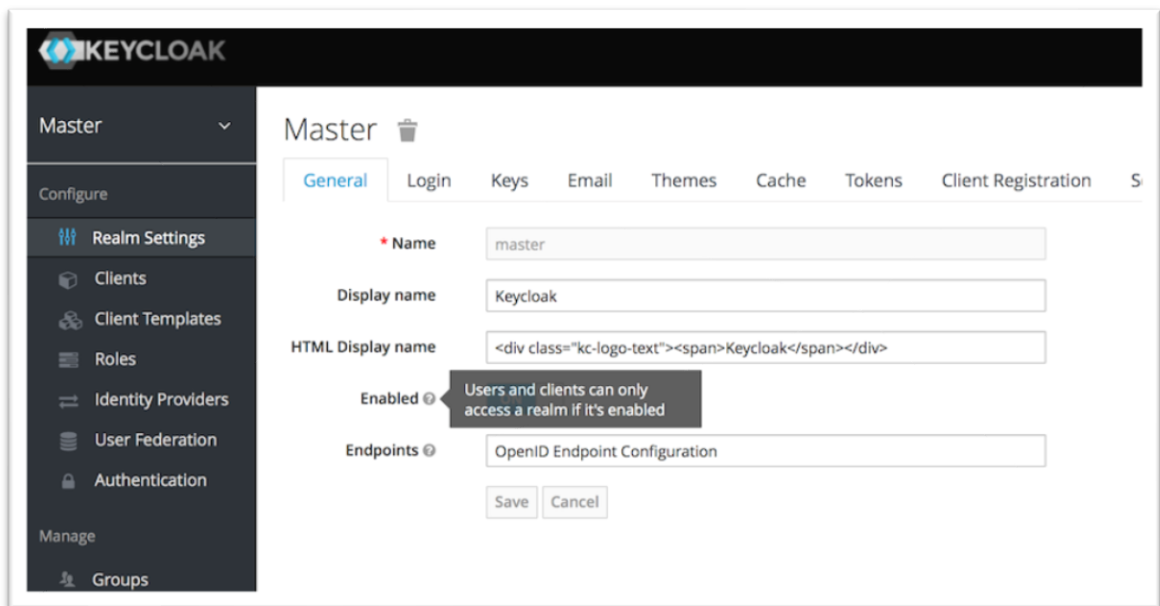 KEYCLOAK
Master
Configure
Realm Settings
Clients
Client Templates
Roles
Identity Providers
User Federation
Authentication
Manage
Groups
Master
General Login Keys Email Themes Cache Tokens Client Registration
* Name master
Display name Keycloak
HTML Display name <div class="kc-logo-text"><span>Keycloak</span></div>
Enabled Users and clients can only
access a realm if it's enabled
Endpoints OpenID Endpoint Configuration
Save Cancel